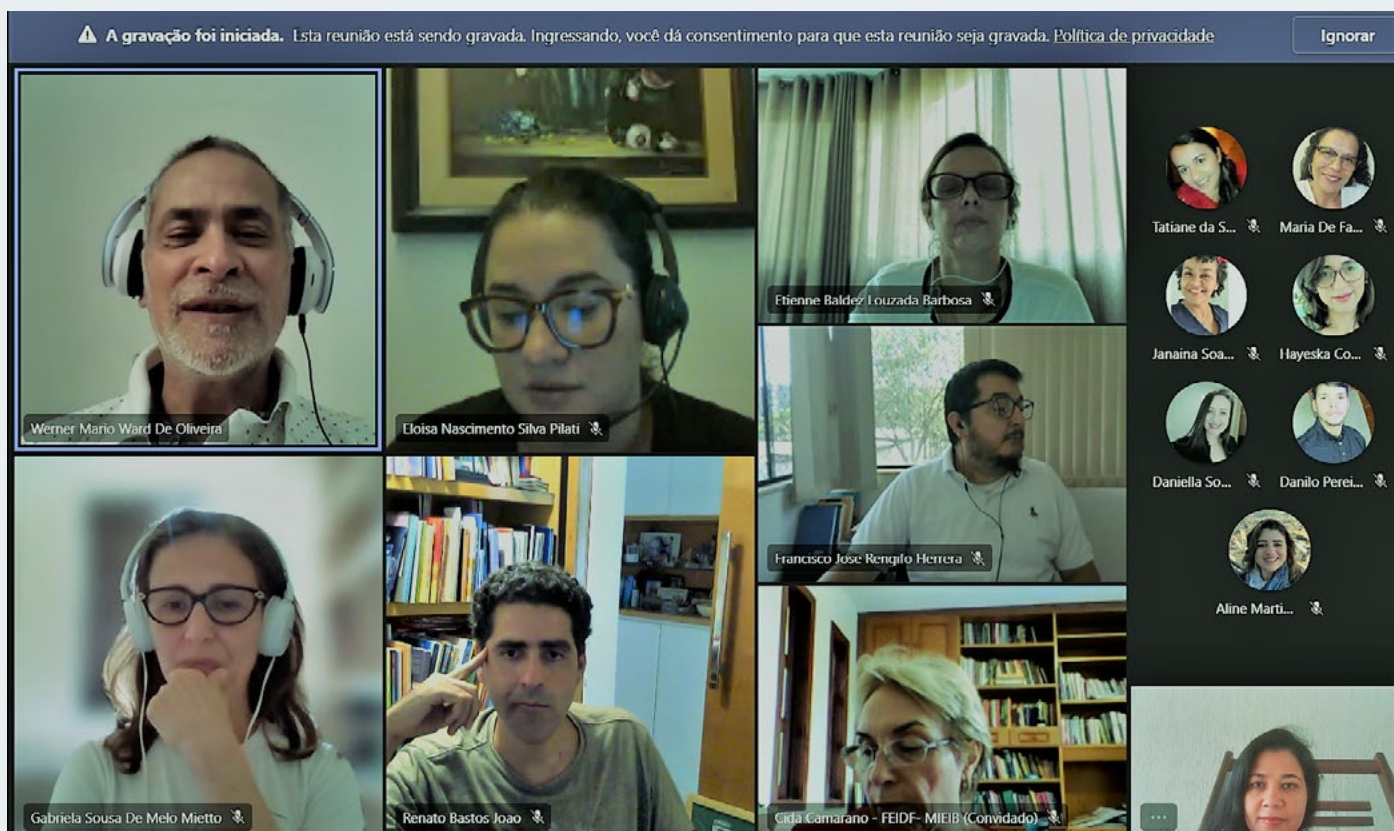 A gravação foi iniciada. Esta reunião está sendo gravada. Ingressando, você dá consentimento para que esta reunião seja gravada. Política de privacidade
Ignorar
Werner Mario Ward De Oliveira
Eloisa Nascimento Silva Pilati
Etienne Baldez Louzada Barbosa
Francisco Jose Rengifo Herrera
Gabriela Sousa De Melo Mietto
Renato Bastos Joao
Cida Camarano - FEIDF- MIEIB (Convidado)
Tatiane da S...
Maria De Fa...
Janaina Soa...
Hayeska Co...
Daniella So...
Danilo Perei...
Aline Marti...
...